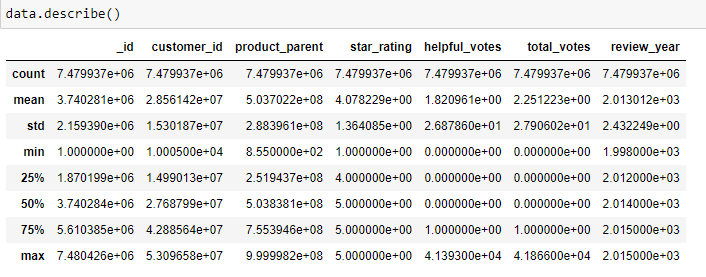 data.describe()
_id customer_id product_parent star_rating helpful_votes total_votes review_year
count 7.479937e+06 7.479937e+06 7.479937e+06 7.479937e+06 7.479937e+06 7.479937e+06 7.479937e+06
mean 3.740281e+06 2.856142e+07 5.037022e+08 4.078229e+00 1.820961e+00 2.251223e+00 2.013012e+03
std 2.159390e+06 1.530187e+07 2.883961e+08 1.364085e+00 2.687860e+01 2.790602e+01 2.432249e+00
min 1.000000e+00 1.000500e+04 8.550000e+02 1.000000e+00 0.000000e+00 0.000000e+00 1.998000e+03
25% 1.870199e+06 1.499013e+07 2.519437e+08 4.000000e+00 0.000000e+00 0.000000e+00 2.012000e+03
50% 3.740284e+06 2.768799e+07 5.038381e+08 5.000000e+00 0.000000e+00 0.000000e+00 2.014000e+03
75% 5.610385e+06 4.288564e+07 7.553946e+08 5.000000e+00 1.000000e+00 1.000000e+00 2.015000e+03
max 7.480426e+06 5.309658e+07 9.999982e+08 5.000000e+00 4.139300e+04 4.186600e+04 2.015000e+03